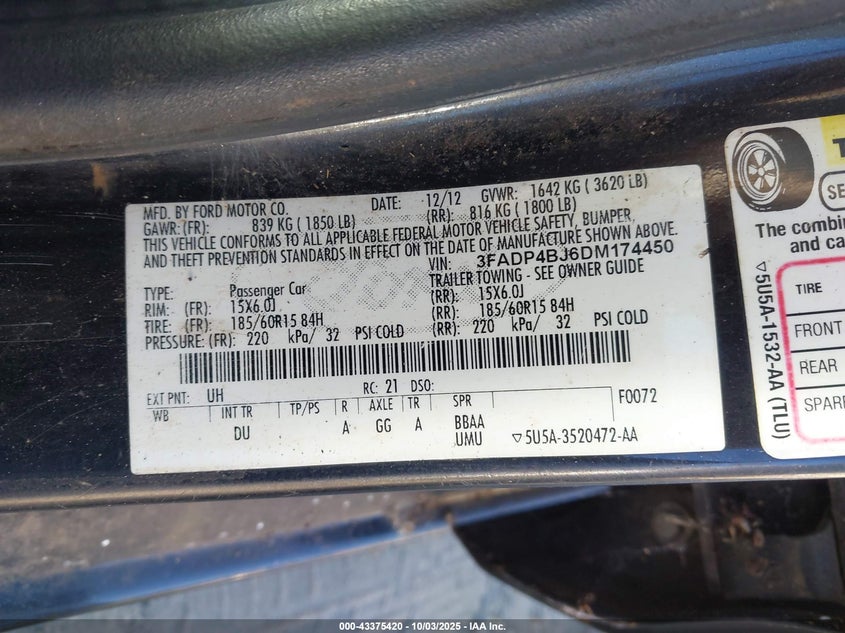 MFD. BY FORD MOTOR CO. DATE: 12/12 GVWR: 1642 KG ( 3620 LB)
GAWR: (FR): 839 KG ( 1850 LB) (RR): 816 KG ( 1800 LB)
THIS VEHICLE CONFORMS TO ALL APPLICABLE FEDERAL MOTOR VEHICLE SAFETY, BUMPER,
AND THEFT PREVENTION STANDARDS IN EFFECT ON THE DATE OF MANUFACTURE SHOWN ABOVE.
VIN: 3FADP4BJ6DM174450
TYPE: Passenger Car TRAILER TOWING - SEE OWNER GUIDE
RIM: (FR): 15X6.0J (RR): 15X6.0J
TIRE: (FR): 185/60R15 84H (RR): 185/60R15 84H
PRESSURE: (FR): 220 kPa/ 32 PSI COLD (RR): 220 kPa/ 32 PSI COLD
EXT PNT: UH RC: 21 DSO: F0072
WB INT TR TP/PS R AXLE TR SPR
DU A GG A BBAA
UMU ▽5U5A-3520472-AA
SE
The combin
and ca
TIRE
FRONT
REAR
SPARE
▽5U5A-1532-AA (TLU)
000-43375420 - 10/03/2025 - IAA Inc.